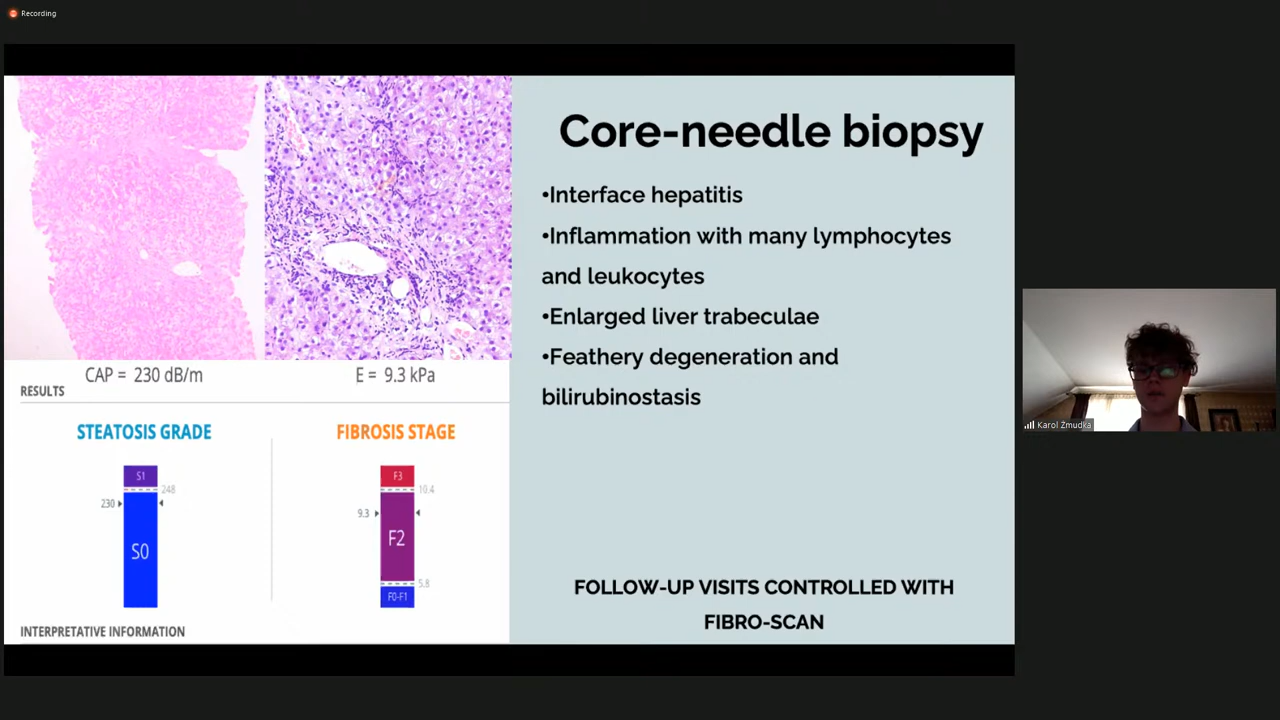 Recording
Core-needle biopsy
•Interface hepatitis
•Inflammation with many lymphocytes
and leukocytes
•Enlarged liver trabeculae
•Feathery degeneration and
bilirubinostasis
CAP = 230 dB/m
E = 9.3 kPa
RESULTS
STEATOSIS GRADE
FIBROSIS STAGE
S1
248
230
S0
F3
10.4
9.3
F2
5.8
F0-F1
INTERPRETATIVE INFORMATION
FOLLOW-UP VISITS CONTROLLED WITH
FIBRO-SCAN
Karol Żmudka